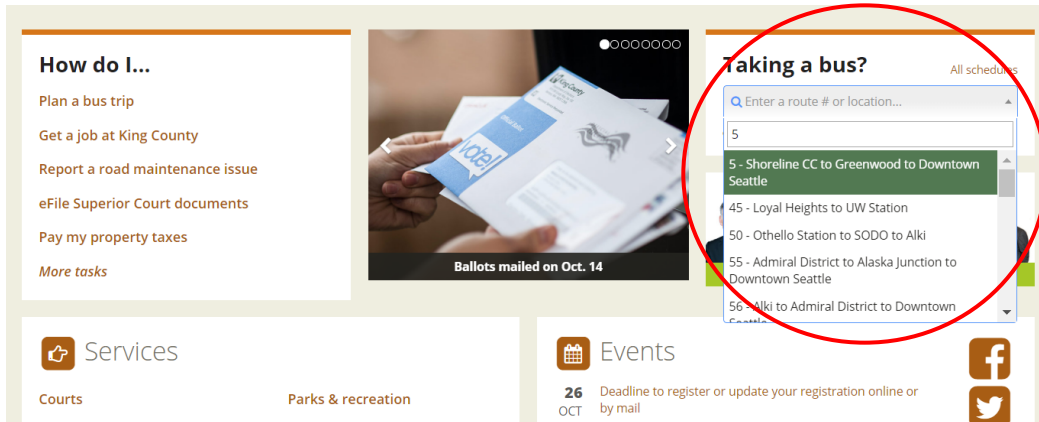 How do I...
Plan a bus trip
Get a job at King County
Report a road maintenance issue
eFile Superior Court documents
Pay my property taxes
More tasks
King County
Official Ballot
vote!
Ballots mailed on Oct. 14
Taking a bus?
All schedules
Enter a route # or location...
5
5 - Shoreline CC to Greenwood to Downtown
Seattle
45 - Loyal Heights to UW Station
50 - Othello Station to SODO to Alki
55 - Admiral District to Alaska Junction to
Downtown Seattle
56 - Alki to Admiral District to Downtown
Seattle
Services
Courts
Parks & recreation
Events
26
OCT
Deadline to register or update your registration online or
by mail